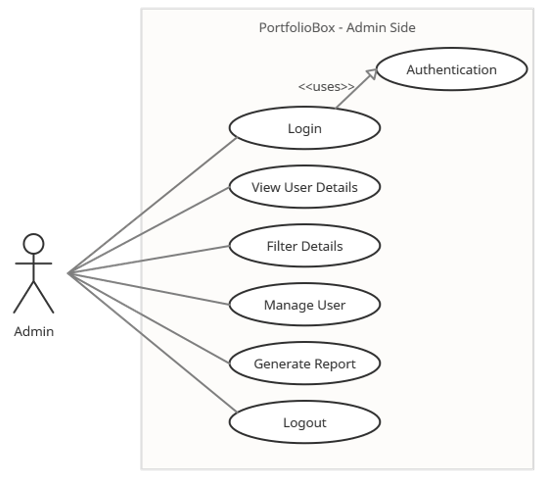 PortfolioBox - Admin Side
Authentication
<<uses>>
Login
View User Details
Filter Details
Manage User
Admin
Generate Report
Logout